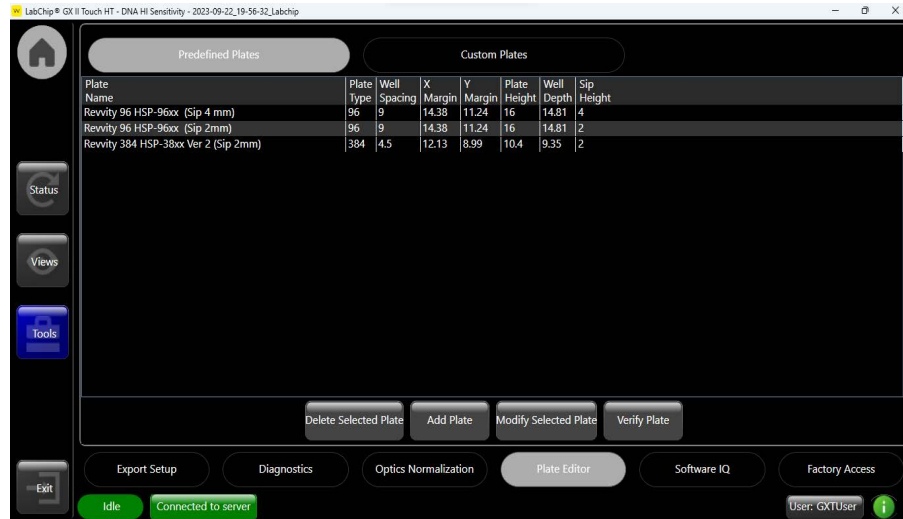 LabChip® GX II Touch HT - DNA HI Sensitivity - 2023-09-22_19-56-32_Labchip
Predefined Plates Custom Plates
Plate Name Plate Type Well Spacing X Margin Y Margin Plate Height Well Depth Sip Height
Revvity 96 HSP-96xx (Sip 4 mm) 96 9 14.38 11.24 16 14.81 4
Revvity 96 HSP-96xx (Sip 2mm) 96 9 14.38 11.24 16 14.81 2
Revvity 384 HSP-38xx Ver 2 (Sip 2mm) 384 4.5 12.13 8.99 10.4 9.35 2
Status
Views
Tools
Delete Selected Plate Add Plate Modify Selected Plate Verify Plate
Export Setup Diagnostics Optics Normalization Plate Editor Software IQ Factory Access
Exit
Idle Connected to server User: GXTUser